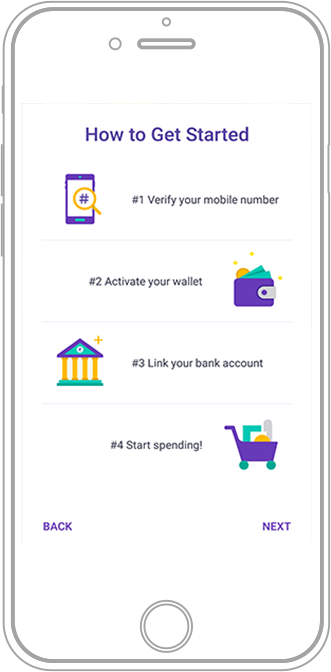 How to Get Started
#
#1 Verify your mobile number
#2 Activate your wallet
#3 Link your bank account
#4 Start spending!
BACK
NEXT